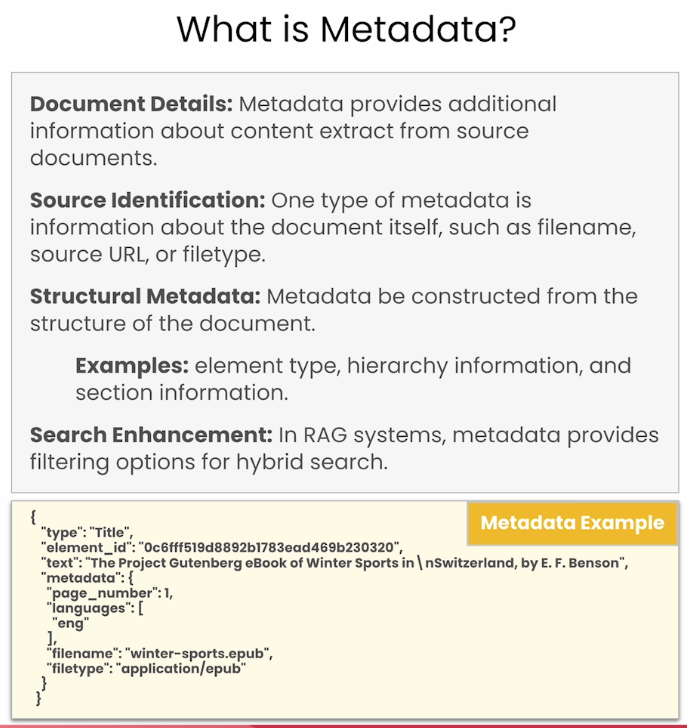 What is Metadata?
Document Details: Metadata provides additional
information about content extract from source
documents.
Source Identification: One type of metadata is
information about the document itself, such as filename,
source URL, or filetype.
Structural Metadata: Metadata be constructed from the
structure of the document.
Examples: element type, hierarchy information, and
section information.
Search Enhancement: In RAG systems, metadata provides
filtering options for hybrid search.
Metadata Example
{
"type": "Title",
"element_id": "0c6fff519d8892b1783ead469b230320",
"text": "The Project Gutenberg eBook of Winter Sports in\nSwitzerland, by E. F. Benson",
"metadata": {
"page_number": 1,
"languages": [
"eng"
],
"filename": "winter-sports.epub",
"filetype": "application/epub"
}
}